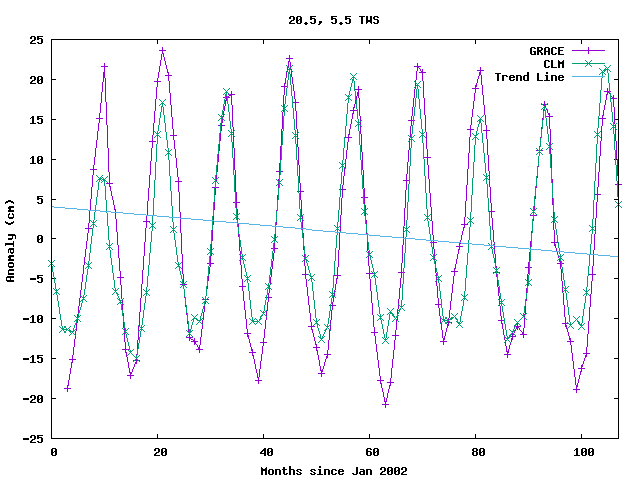 20.5, 5.5 TWS
GRACE
CLM
Trend Line
25
20
15
10
5
0
-5
-10
-15
-20
-25
Anomaly (cm)
0 20 40 60 80 100
Months since Jan 2002